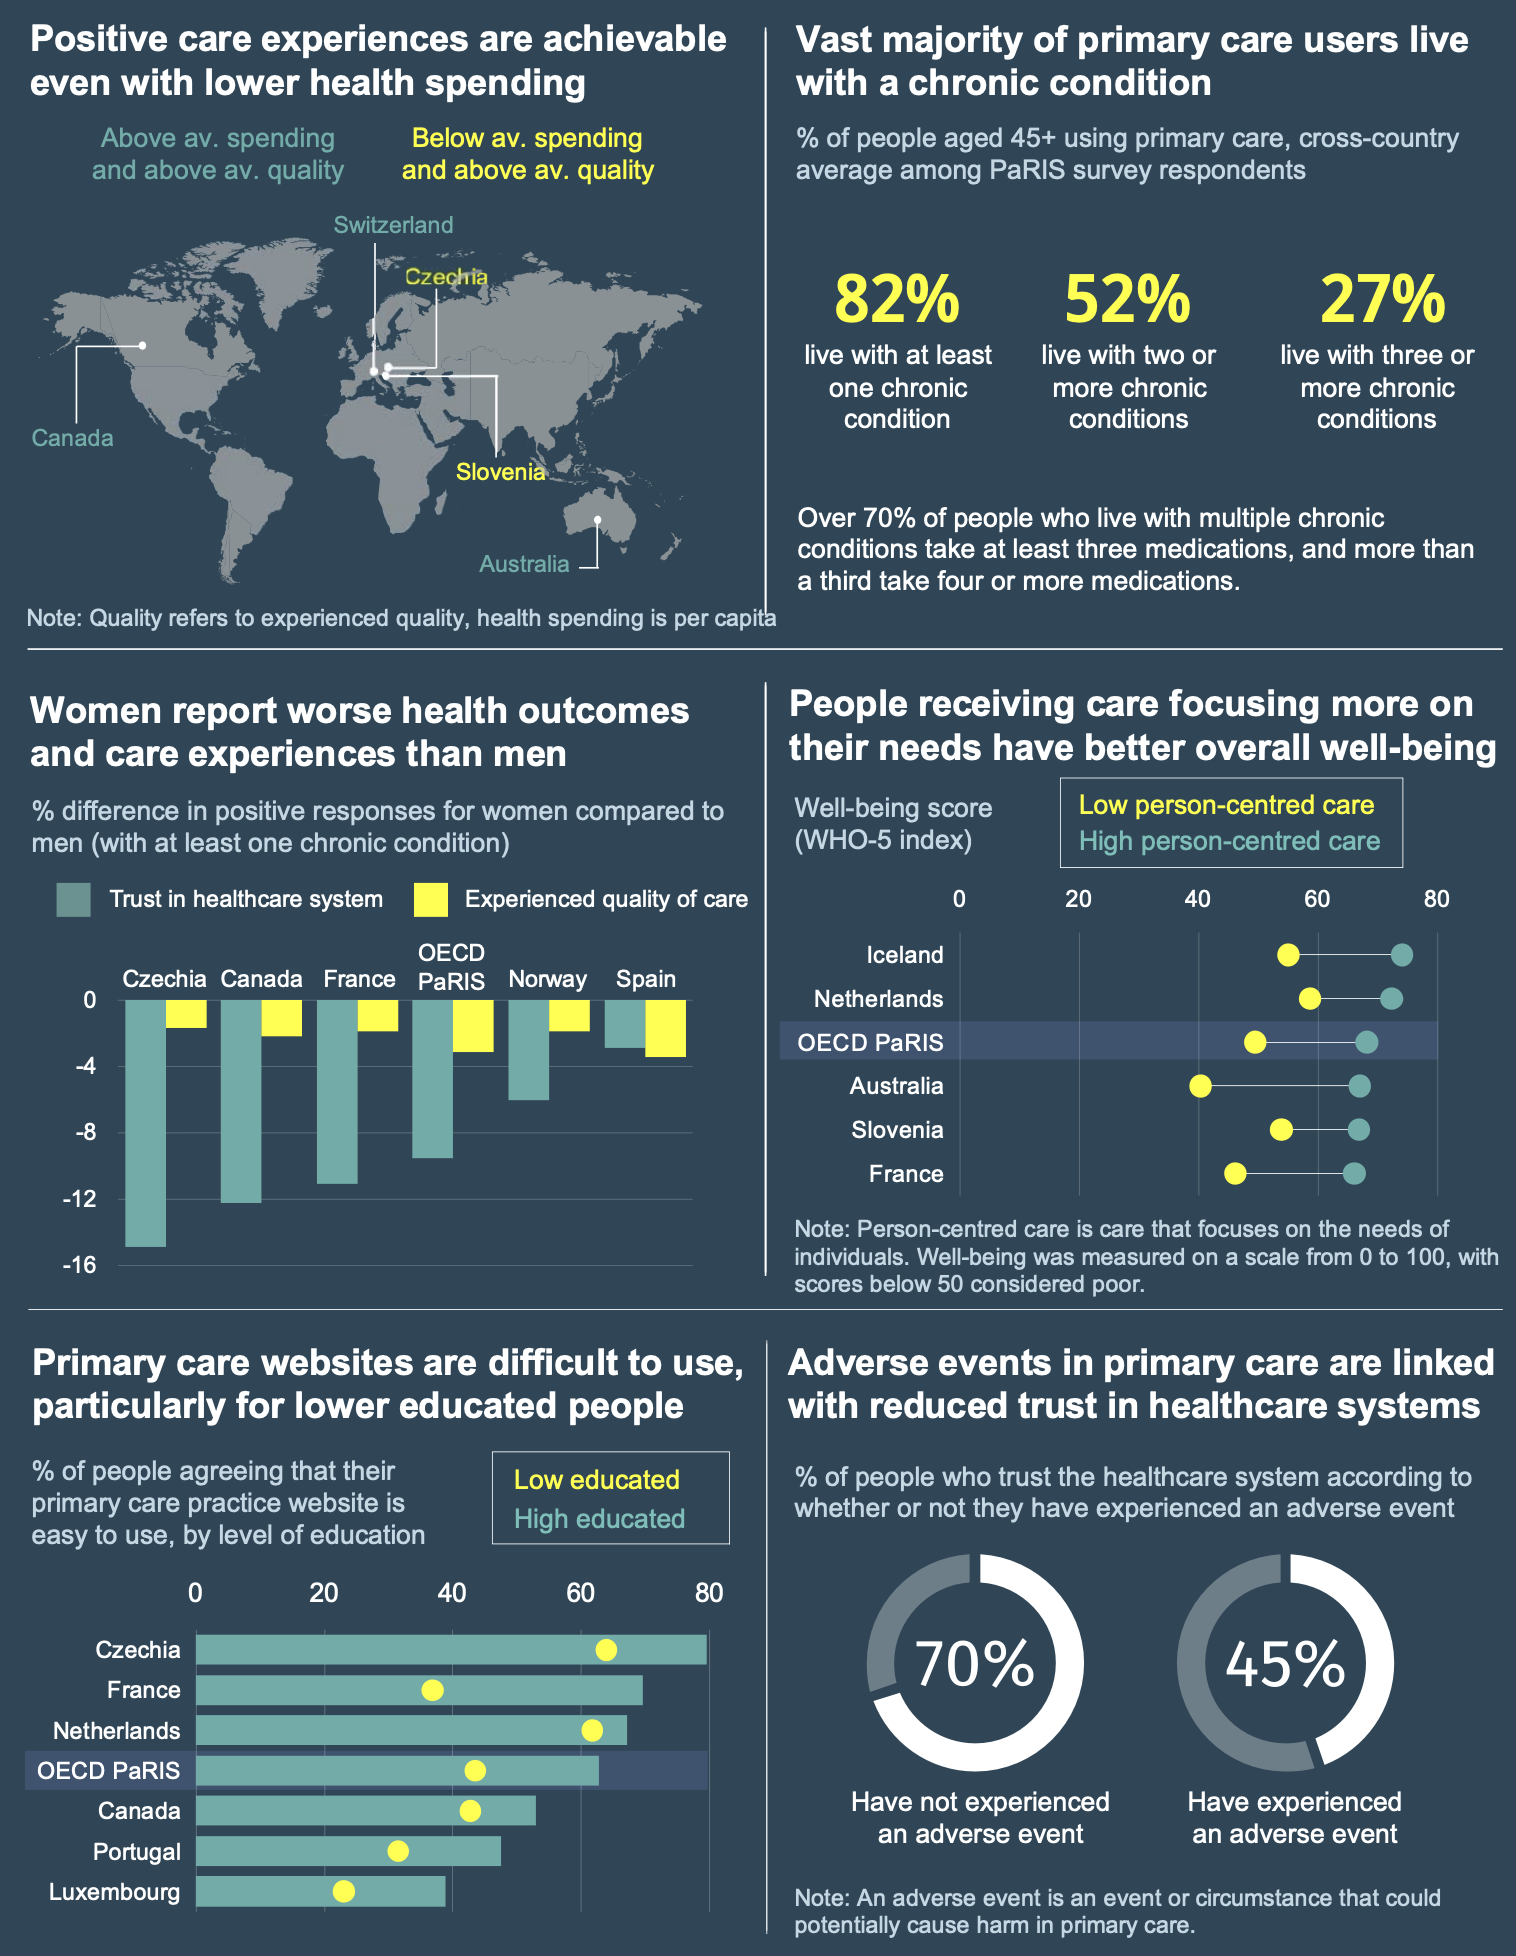 Positive care experiences are achievable
even with lower health spending
Above av. spending
and above av. quality
Below av. spending
and above av. quality
Switzerland
Czechia
Canada
Slovenia
Australia
Note: Quality refers to experienced quality, health spending is per capita
Vast majority of primary care users live
with a chronic condition
% of people aged 45+ using primary care, cross-country
average among PaRIS survey respondents
82%
live with at least
one chronic
condition
52%
live with two or
more chronic
conditions
27%
live with three or
more chronic
conditions
Over 70% of people who live with multiple chronic
conditions take at least three medications, and more than
a third take four or more medications.
Women report worse health outcomes
and care experiences than men
% difference in positive responses for women compared to
men (with at least one chronic condition)
Trust in healthcare system
Experienced quality of care
Czechia
Canada
France
OECD
PaRIS
Norway
Spain
0
-4
-8
-12
-16
People receiving care focusing more on
their needs have better overall well-being
Well-being score
(WHO-5 index)
Low person-centred care
High person-centred care
0 20 40 60 80
Iceland
Netherlands
OECD PaRIS
Australia
Slovenia
France
Note: Person-centred care is care that focuses on the needs of
individuals. Well-being was measured on a scale from 0 to 100, with
scores below 50 considered poor.
Primary care websites are difficult to use,
particularly for lower educated people
% of people agreeing that their
primary care practice website is
easy to use, by level of education
Low educated
High educated
0 20 40 60 80
Czechia
France
Netherlands
OECD PaRIS
Canada
Portugal
Luxembourg
Adverse events in primary care are linked
with reduced trust in healthcare systems
% of people who trust the healthcare system according to
whether or not they have experienced an adverse event
70%
Have not experienced
an adverse event
45%
Have experienced
an adverse event
Note: An adverse event is an event or circumstance that could
potentially cause harm in primary care.